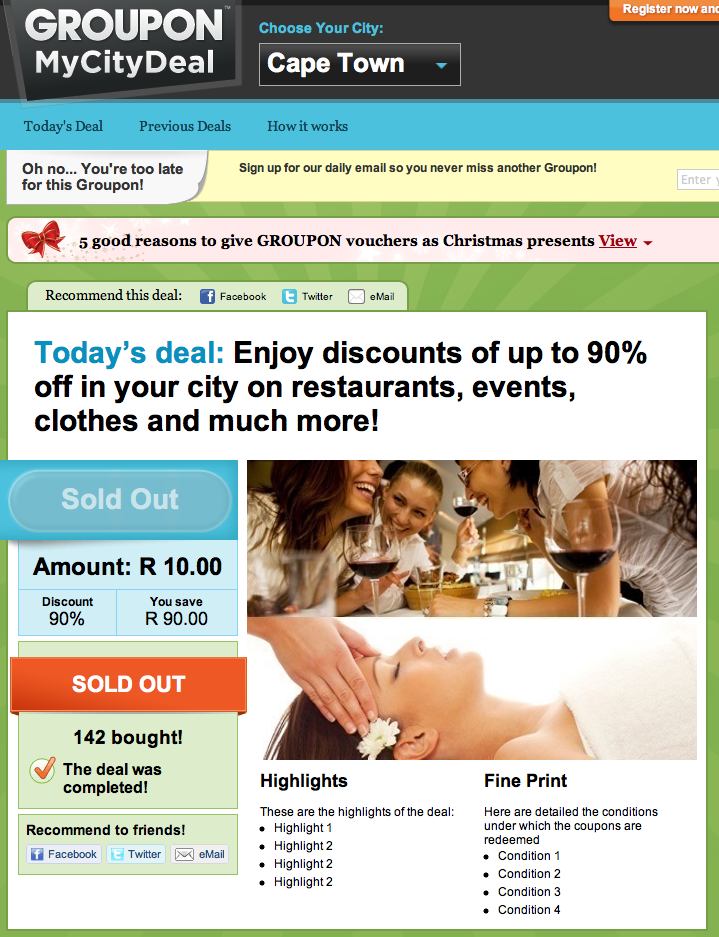 GROUPON™
MyCityDeal
Choose Your City:
Cape Town
Register now and
Today's Deal
Previous Deals
How it works
Oh no... You're too late
for this Groupon!
Sign up for our daily email so you never miss another Groupon!
Enter y
5 good reasons to give GROUPON vouchers as Christmas presents View
Recommend this deal:
Facebook
Twitter
eMail
Today's deal: Enjoy discounts of up to 90%
off in your city on restaurants, events,
clothes and much more!
Sold Out
Amount: R 10.00
Discount
90%
You save
R 90.00
SOLD OUT
142 bought!
The deal was
completed!
Recommend to friends!
Facebook
Twitter
eMail
Highlights
These are the highlights of the deal:
Highlight 1
Highlight 2
Highlight 2
Highlight 2
Fine Print
Here are detailed the conditions
under which the coupons are
redeemed
Condition 1
Condition 2
Condition 3
Condition 4